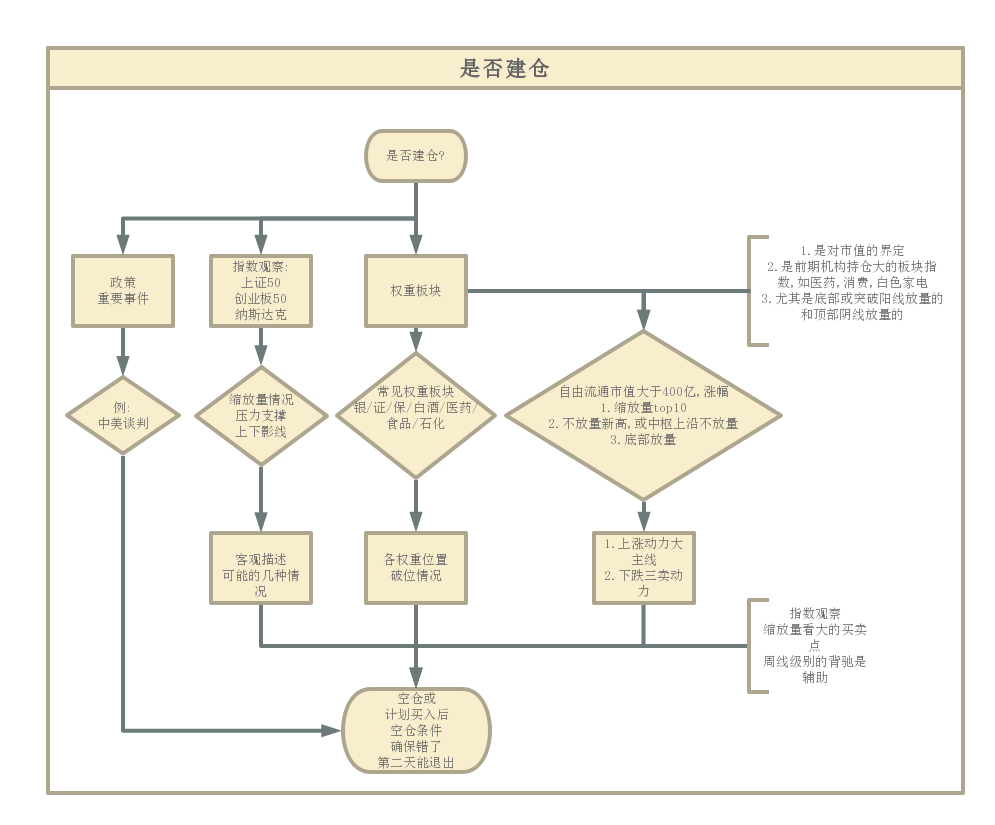 是否建仓
是否建仓?
政策
重要事件
指数观察:
上证50
创业板50
纳斯达克
权重板块
1.是对市值的界定
2.是前期机构持仓大的板块指
数,如医药,消费,白色家电
3.尤其是底部或突破阳线放量的
和顶部阴线放量的
例:
中美谈判
缩放量情况
压力支撑
上下影线
常见权重板块
银/证/保/白酒/医药/
食品/石化
自由流通市值大于400亿,涨幅
1.缩放量top10
2.不放量新高,或中枢上沿不放量
3.底部放量
客观描述
可能的几种情
况
各权重位置
破位情况
1.上涨动力大
主线
2.下跌三卖动
力
指数观察
缩放量看大的买卖
点
周线级别的背驰是
辅助
空仓或
计划买入后
空仓条件
确保错了
第二天能退出